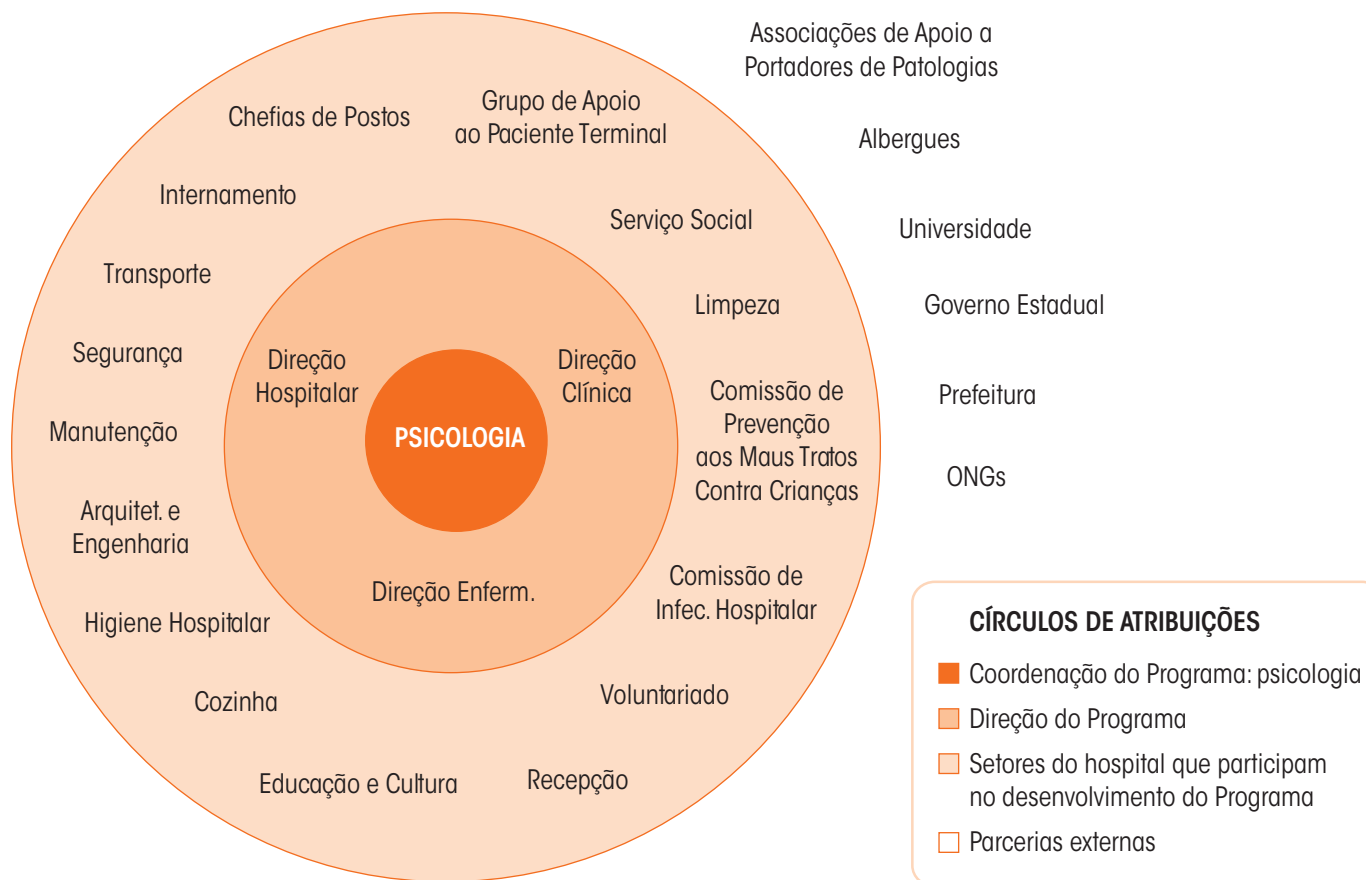 Associações de Apoio a
Portadores de Patologias
Chefias de Postos
Grupo de Apoio
ao Paciente Terminal
Albergues
Internamento
Serviço Social
Universidade
Transporte
Limpeza
Governo Estadual
Segurança
Direção
Hospitalar
Direção
Clínica
Comissão de
Prevenção
aos Maus Tratos
Contra Crianças
Prefeitura
Manutenção
PSICOLOGIA
ONGs
Arquitet. e
Engenharia
Direção Enferm.
Comissão de
Infec. Hospitalar
Higiene Hospitalar
Cozinha
Voluntariado
Educação e Cultura
Recepção
CÍRCULOS DE ATRIBUIÇÕES
Coordenação do Programa: psicologia
Direção do Programa
Setores do hospital que participam
no desenvolvimento do Programa
Parcerias externas